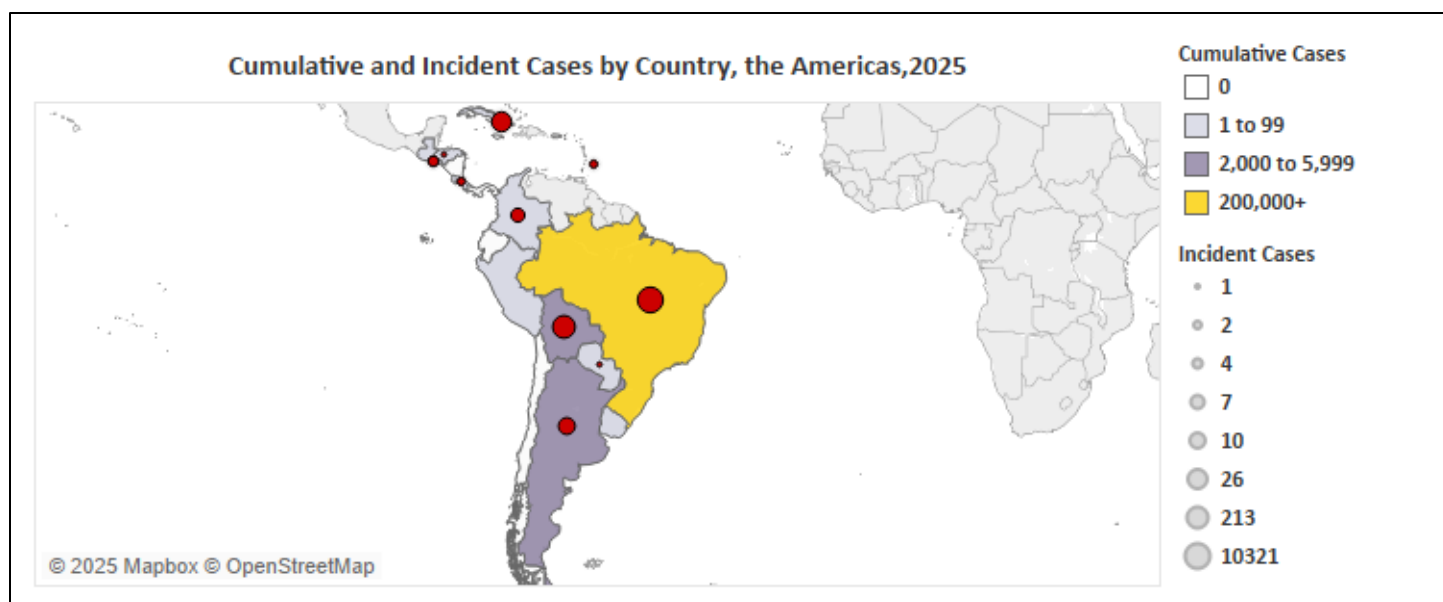 Cumulative and Incident Cases by Country, the Americas,2025
© 2025 Mapbox © OpenStreetMap
Cumulative Cases
0
1 to 99
2,000 to 5,999
200,000+
Incident Cases
1
2
4
7
10
26
213
10321